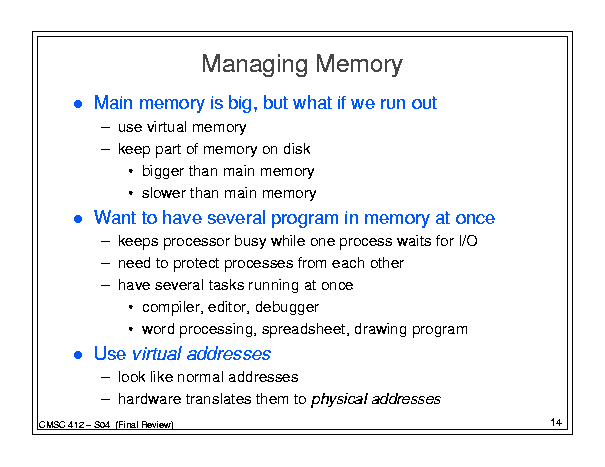 Managing Memory
● Main memory is big, but what if we run out
– use virtual memory
– keep part of memory on disk
• bigger than main memory
• slower than main memory
● Want to have several program in memory at once
– keeps processor busy while one process waits for I/O
– need to protect processes from each other
– have several tasks running at once
• compiler, editor, debugger
• word processing, spreadsheet, drawing program
● Use virtual addresses
– look like normal addresses
– hardware translates them to physical addresses
CMSC 412 – S04 (Final Review)
14